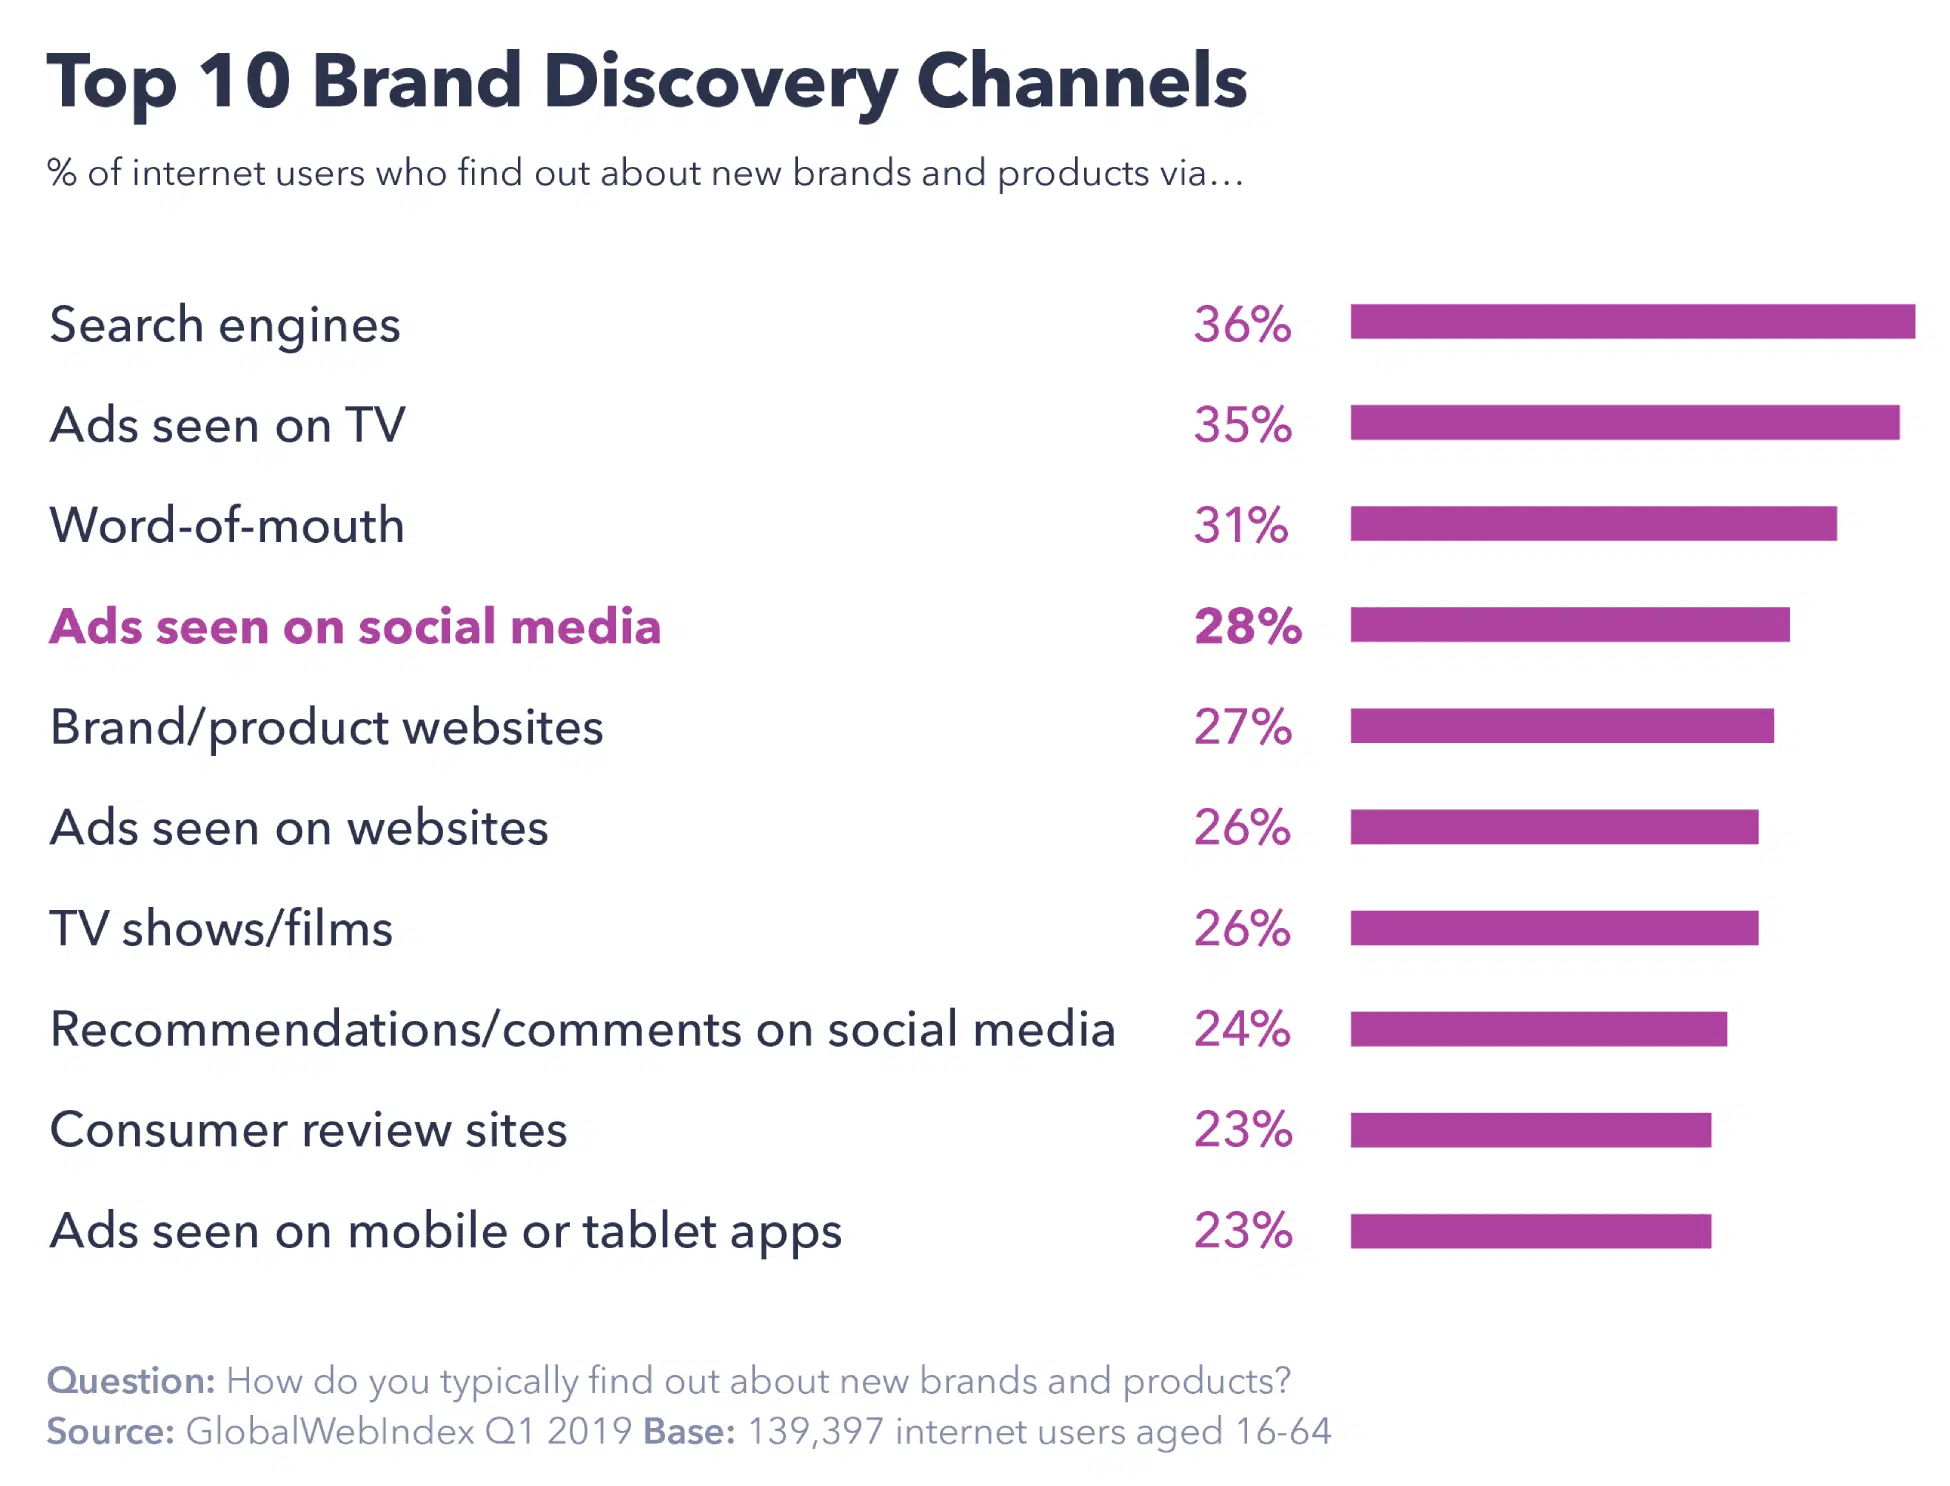 Top 10 Brand Discovery Channels
% of internet users who find out about new brands and products via…
Search engines 36%
Ads seen on TV 35%
Word-of-mouth 31%
Ads seen on social media 28%
Brand/product websites 27%
Ads seen on websites 26%
TV shows/films 26%
Recommendations/comments on social media 24%
Consumer review sites 23%
Ads seen on mobile or tablet apps 23%
Question: How do you typically find out about new brands and products?
Source: GlobalWebIndex Q1 2019 Base: 139,397 internet users aged 16-64